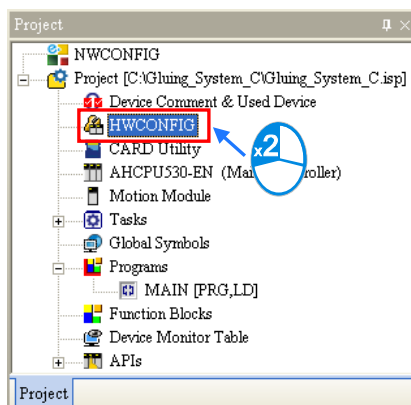 Project
NWCONFIG
Project [C:\Gluing_System_C\Gluing_System_C.isp]
Device Comment & Used Device
HWCONFIG
CARD Utility
x2
AHCPU530-EN (Mai roller)
Motion Module
Tasks
Global Symbols
Programs
MAIN [PRG,LD]
Function Blocks
Device Monitor Table
APIs
Project